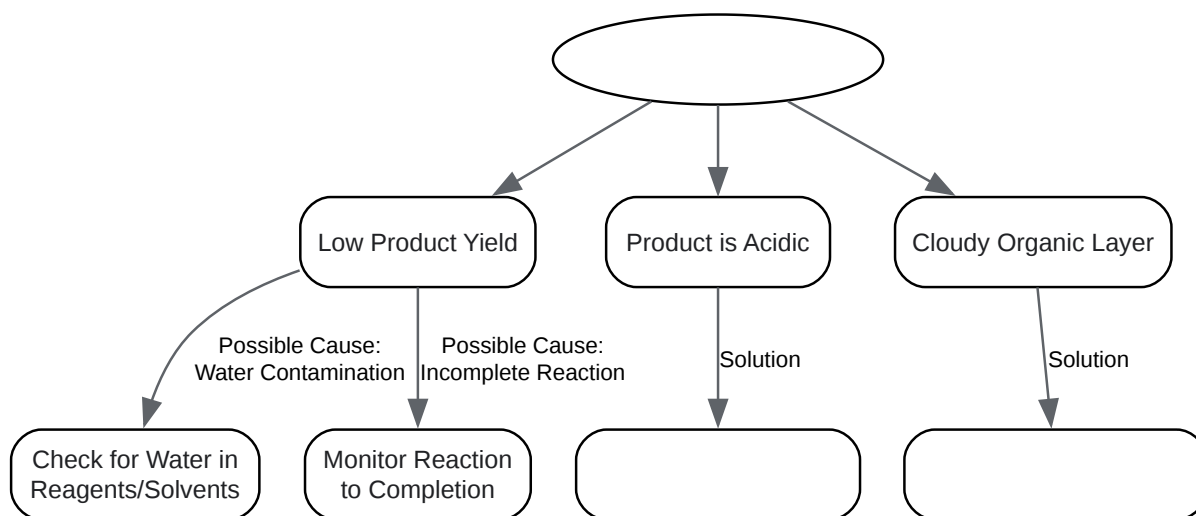 Low Product Yield
Product is Acidic
Cloudy Organic Layer
Possible Cause:
Water Contamination
Possible Cause:
Incomplete Reaction
Solution
Solution
Check for Water in
Reagents/Solvents
Monitor Reaction
to Completion